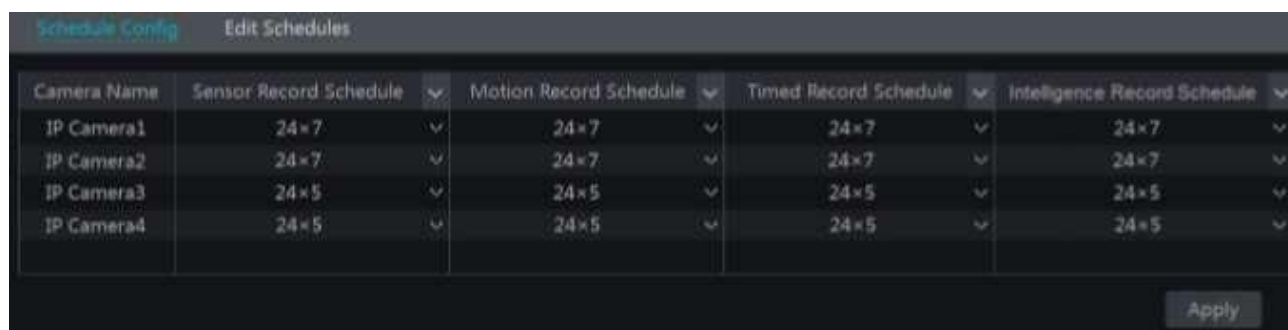 Schedule Config Edit Schedules
Camera Name Sensor Record Schedule Motion Record Schedule Timed Record Schedule Intelligence Record Schedule
IP Camera1 24×7 24×7 24×7 24×7
IP Camera2 24×7 24×7 24×7 24×7
IP Camera3 24×5 24×5 24×5 24×5
IP Camera4 24×5 24×5 24×5 24×5
Apply